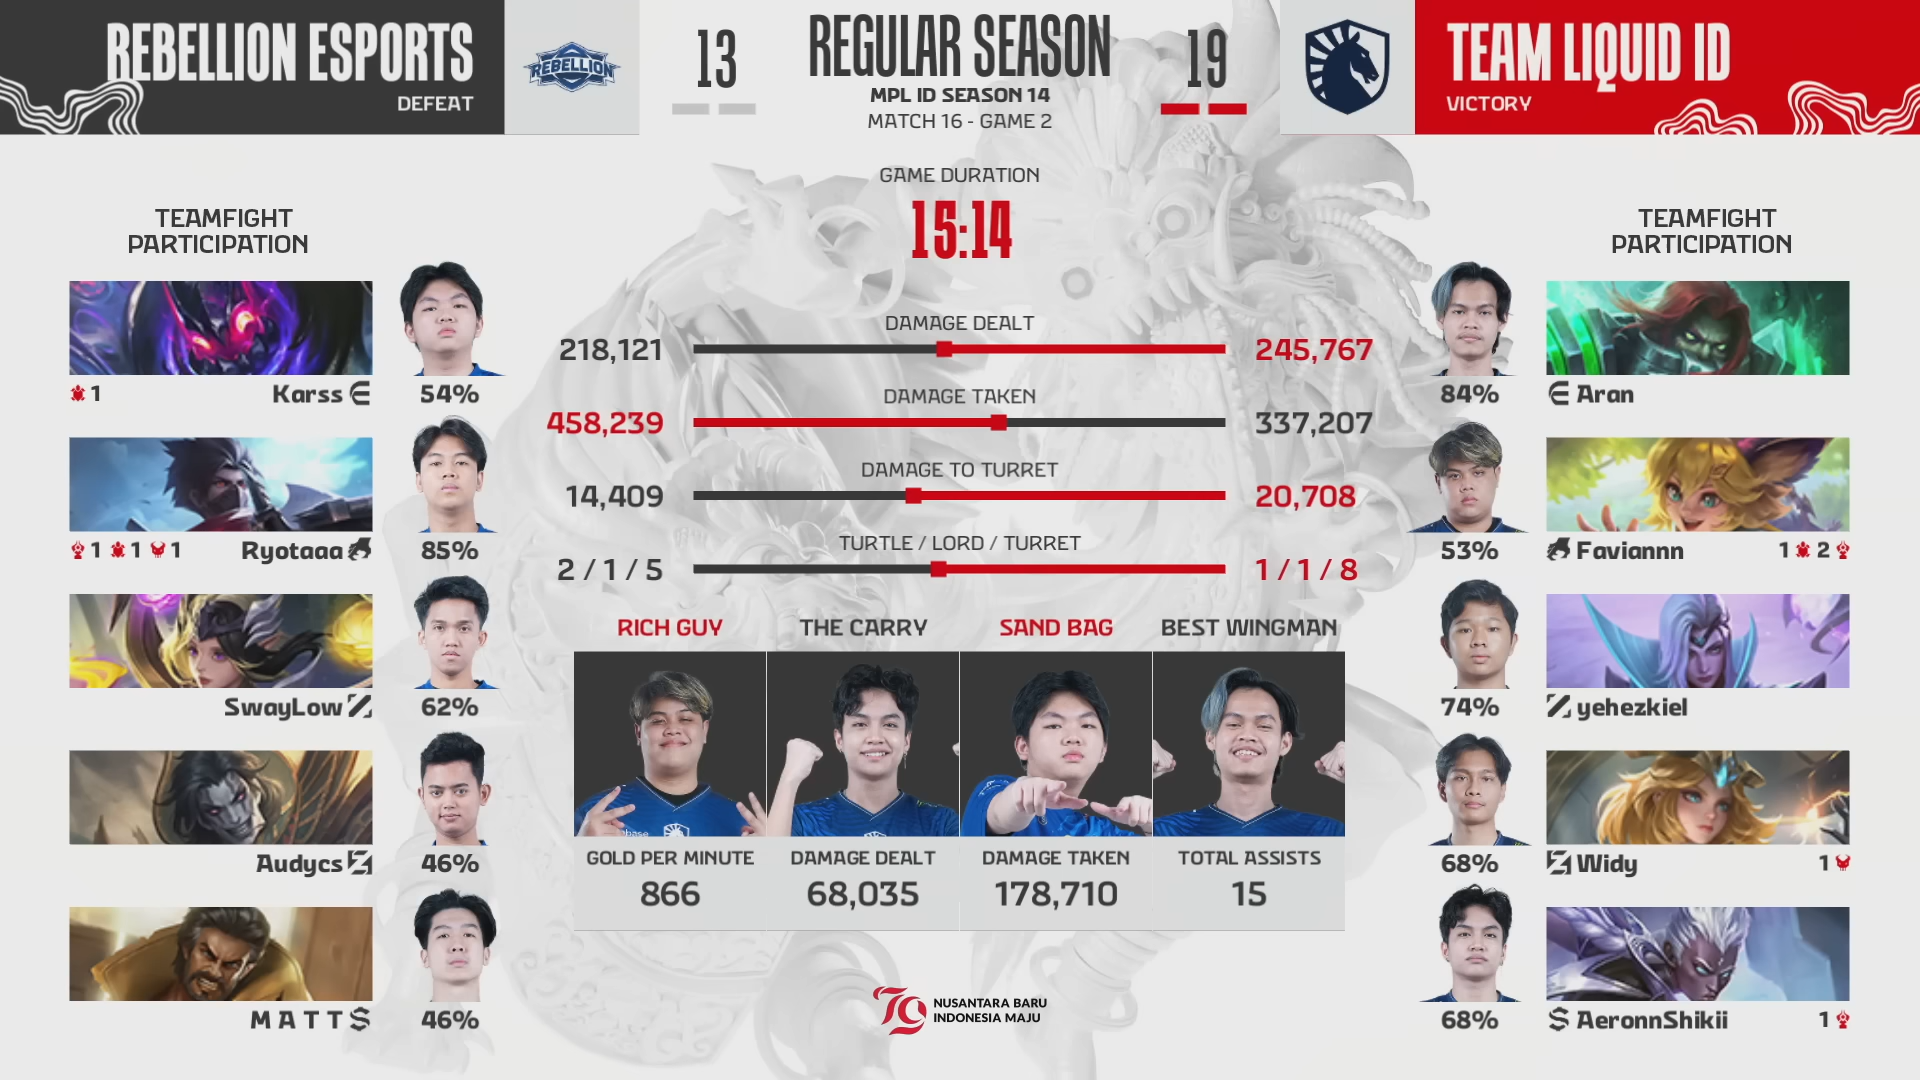 REBELLION ESPORTS
DEFEAT
REBELLION
13
REGULAR SEASON
MPL ID SEASON 14
MATCH 16 - GAME 2
19
TEAM LIQUID ID
VICTORY
GAME DURATION
15:14
TEAMFIGHT
PARTICIPATION
Karss
1
54%
Ryotaaa
1 1 1
85%
SwayLow
62%
Audycs
46%
MATTS
46%
DAMAGE DEALT
218,121 245,767
DAMAGE TAKEN
458,239 337,207
DAMAGE TO TURRET
14,409 20,708
TURTLE / LORD / TURRET
2 / 1 / 5 1 / 1 / 8
RICH GUY
GOLD PER MINUTE
866
THE CARRY
DAMAGE DEALT
68,035
SAND BAG
DAMAGE TAKEN
178,710
BEST WINGMAN
TOTAL ASSISTS
15
TEAMFIGHT
PARTICIPATION
84%
Aran
53%
Faviannn
1 2
74%
yehezkiel
68%
Widy
1
68%
AeronnShikii
1
79 NUSANTARA BARU
INDONESIA MAJU